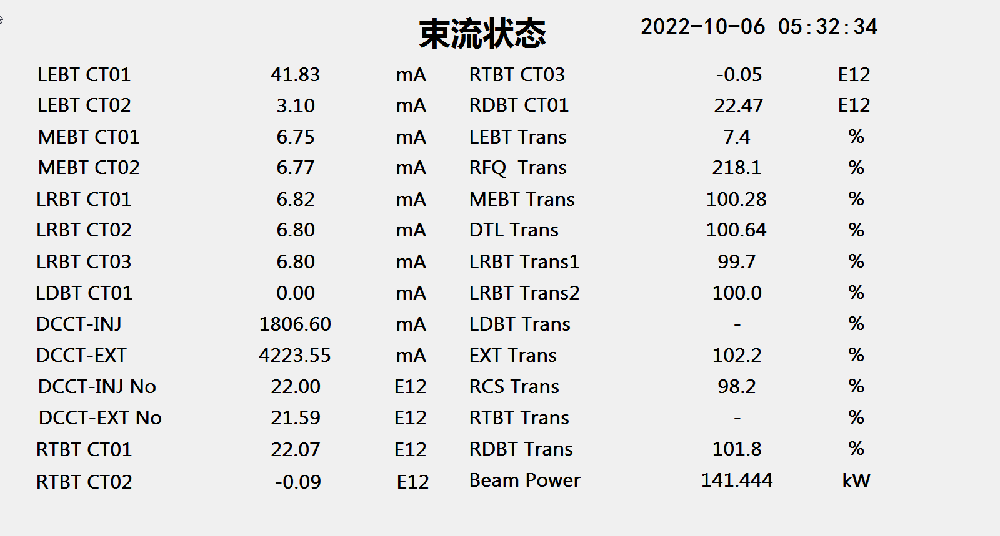 束流状态 2022-10-06 05:32:34
LEBT CT01 41.83 mA RTBT CT03 -0.05 E12
LEBT CT02 3.10 mA RDBT CT01 22.47 E12
MEBT CT01 6.75 mA LEBT Trans 7.4 %
MEBT CT02 6.77 mA RFQ  Trans 218.1 %
LRBT CT01 6.82 mA MEBT Trans 100.28 %
LRBT CT02 6.80 mA DTL Trans 100.64 %
LRBT CT03 6.80 mA LRBT Trans1 99.7 %
LDBT CT01 0.00 mA LRBT Trans2 100.0 %
DCCT-INJ 1806.60 mA LDBT Trans - %
DCCT-EXT 4223.55 mA EXT Trans 102.2 %
DCCT-INJ No 22.00 E12 RCS Trans 98.2 %
DCCT-EXT No 21.59 E12 RTBT Trans - %
RTBT CT01 22.07 E12 RDBT Trans 101.8 %
RTBT CT02 -0.09 E12 Beam Power 141.444 kW